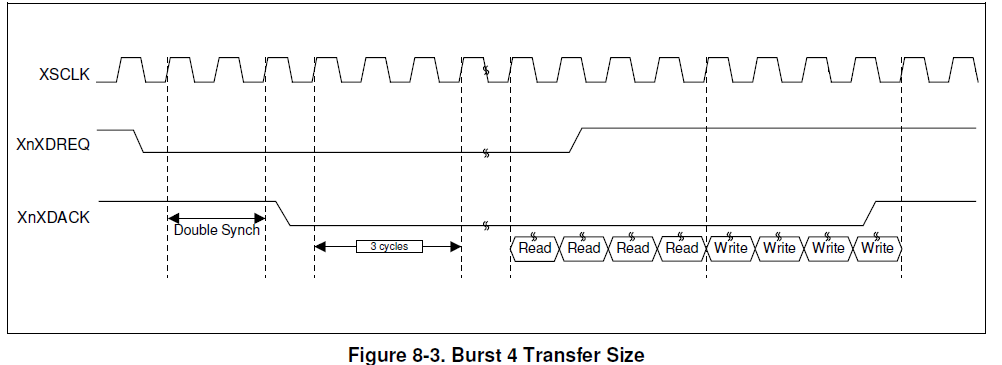 XSCLK
XnXDREQ
XnXDACK
Double Synch
3 cycles
Read Read Read Read Write Write Write Write
Figure 8-3. Burst 4 Transfer Size